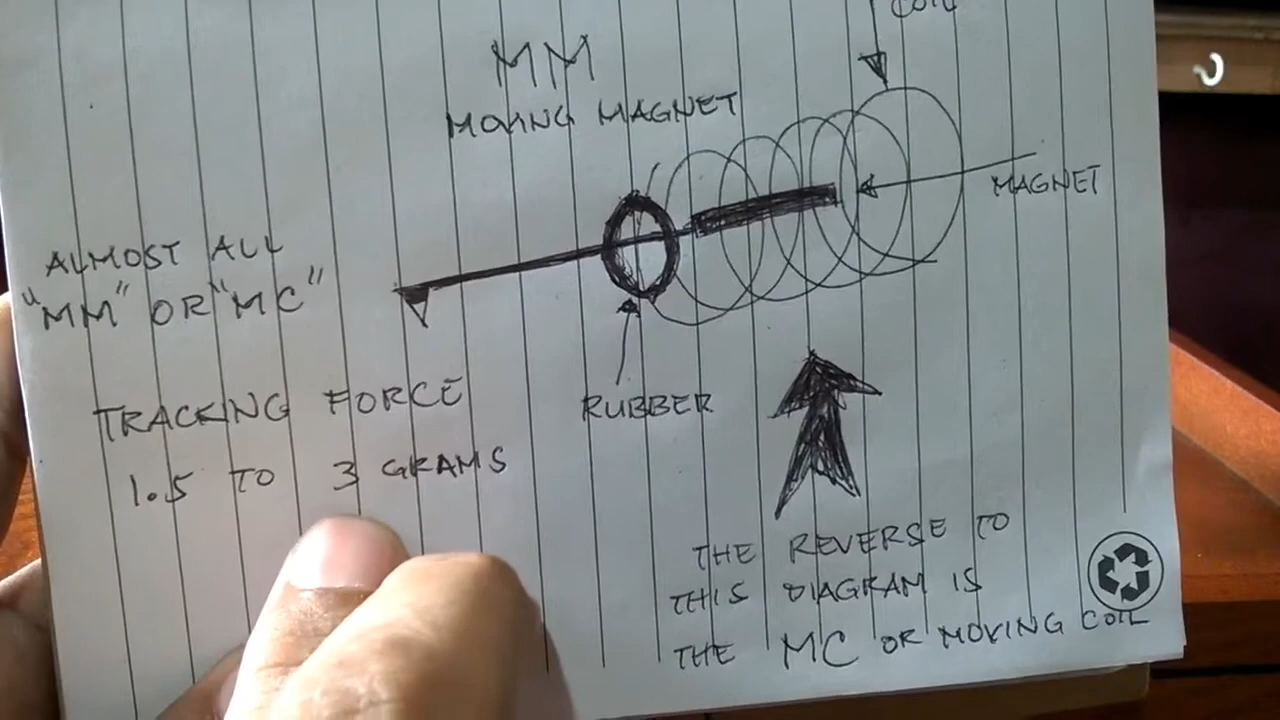 COIL
MM
MOVING MAGNET
MAGNET
ALMOST ALL
"MM" OR "MC"
RUBBER
TRACKING FORCE
1.5 TO 3 GRAMS
THE REVERSE TO
THIS DIAGRAM IS
THE MC OR MOVING COIL